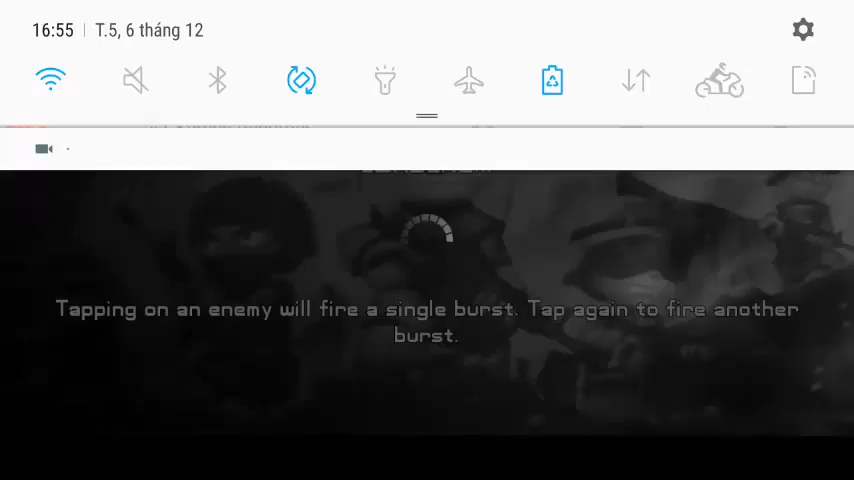 16:55 | T.5, 6 tháng 12
Tapping on an enemy will fire a single burst. Tap again to fire another
burst.